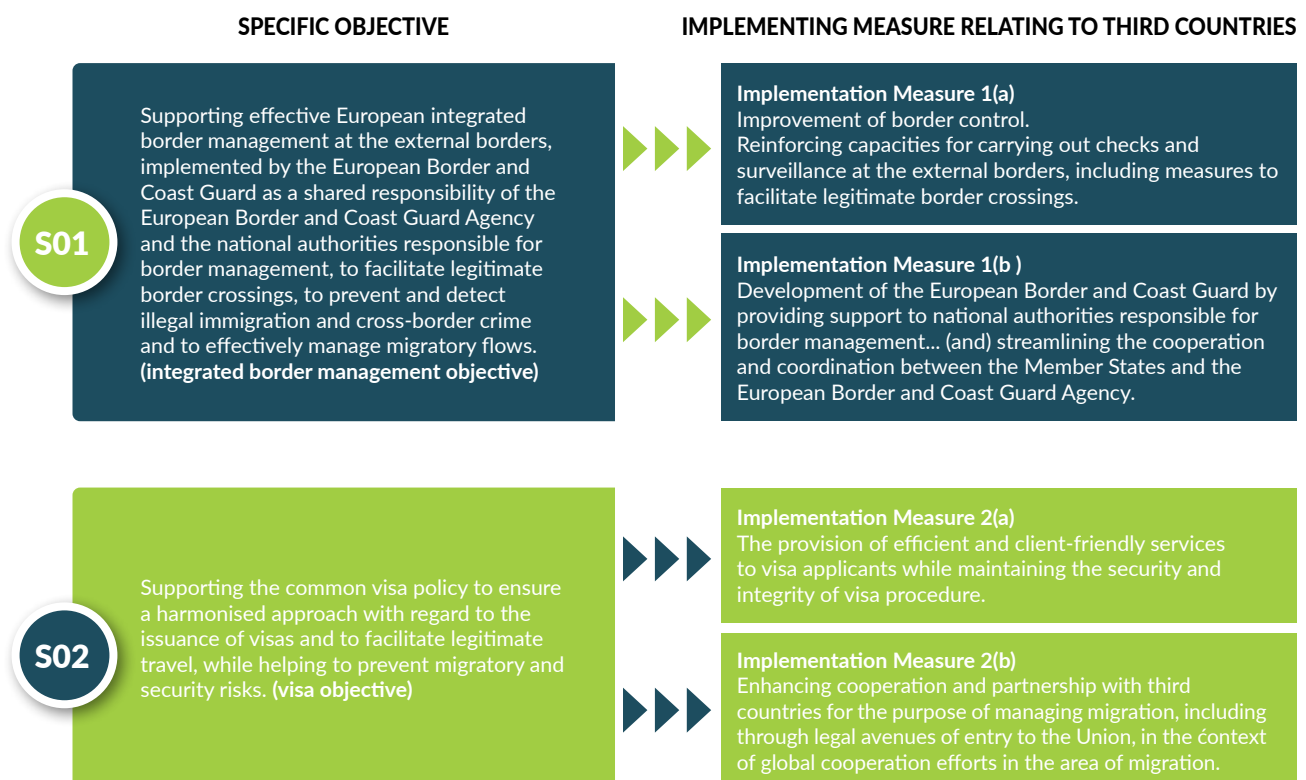 SPECIFIC OBJECTIVE
IMPLEMENTING MEASURE RELATING TO THIRD COUNTRIES
S01
Supporting effective European integrated
border management at the external borders,
implemented by the European Border and
Coast Guard as a shared responsibility of the
European Border and Coast Guard Agency
and the national authorities responsible for
border management, to facilitate legitimate
border crossings, to prevent and detect
illegal immigration and cross-border crime
and to effectively manage migratory flows.
(integrated border management objective)
Implementation Measure 1(a)
Improvement of border control.
Reinforcing capacities for carrying out checks and
surveillance at the external borders, including measures to
facilitate legitimate border crossings.
Implementation Measure 1(b )
Development of the European Border and Coast Guard by
providing support to national authorities responsible for
border management... (and) streamlining the cooperation
and coordination between the Member States and the
European Border and Coast Guard Agency.
S02
Supporting the common visa policy to ensure
a harmonised approach with regard to the
issuance of visas and to facilitate legitimate
travel, while helping to prevent migratory and
security risks. (visa objective)
Implementation Measure 2(a)
The provision of efficient and client-friendly services
to visa applicants while maintaining the security and
integrity of visa procedure.
Implementation Measure 2(b)
Enhancing cooperation and partnership with third
countries for the purpose of managing migration, including
through legal avenues of entry to the Union, in the ćontext
of global cooperation efforts in the area of migration.